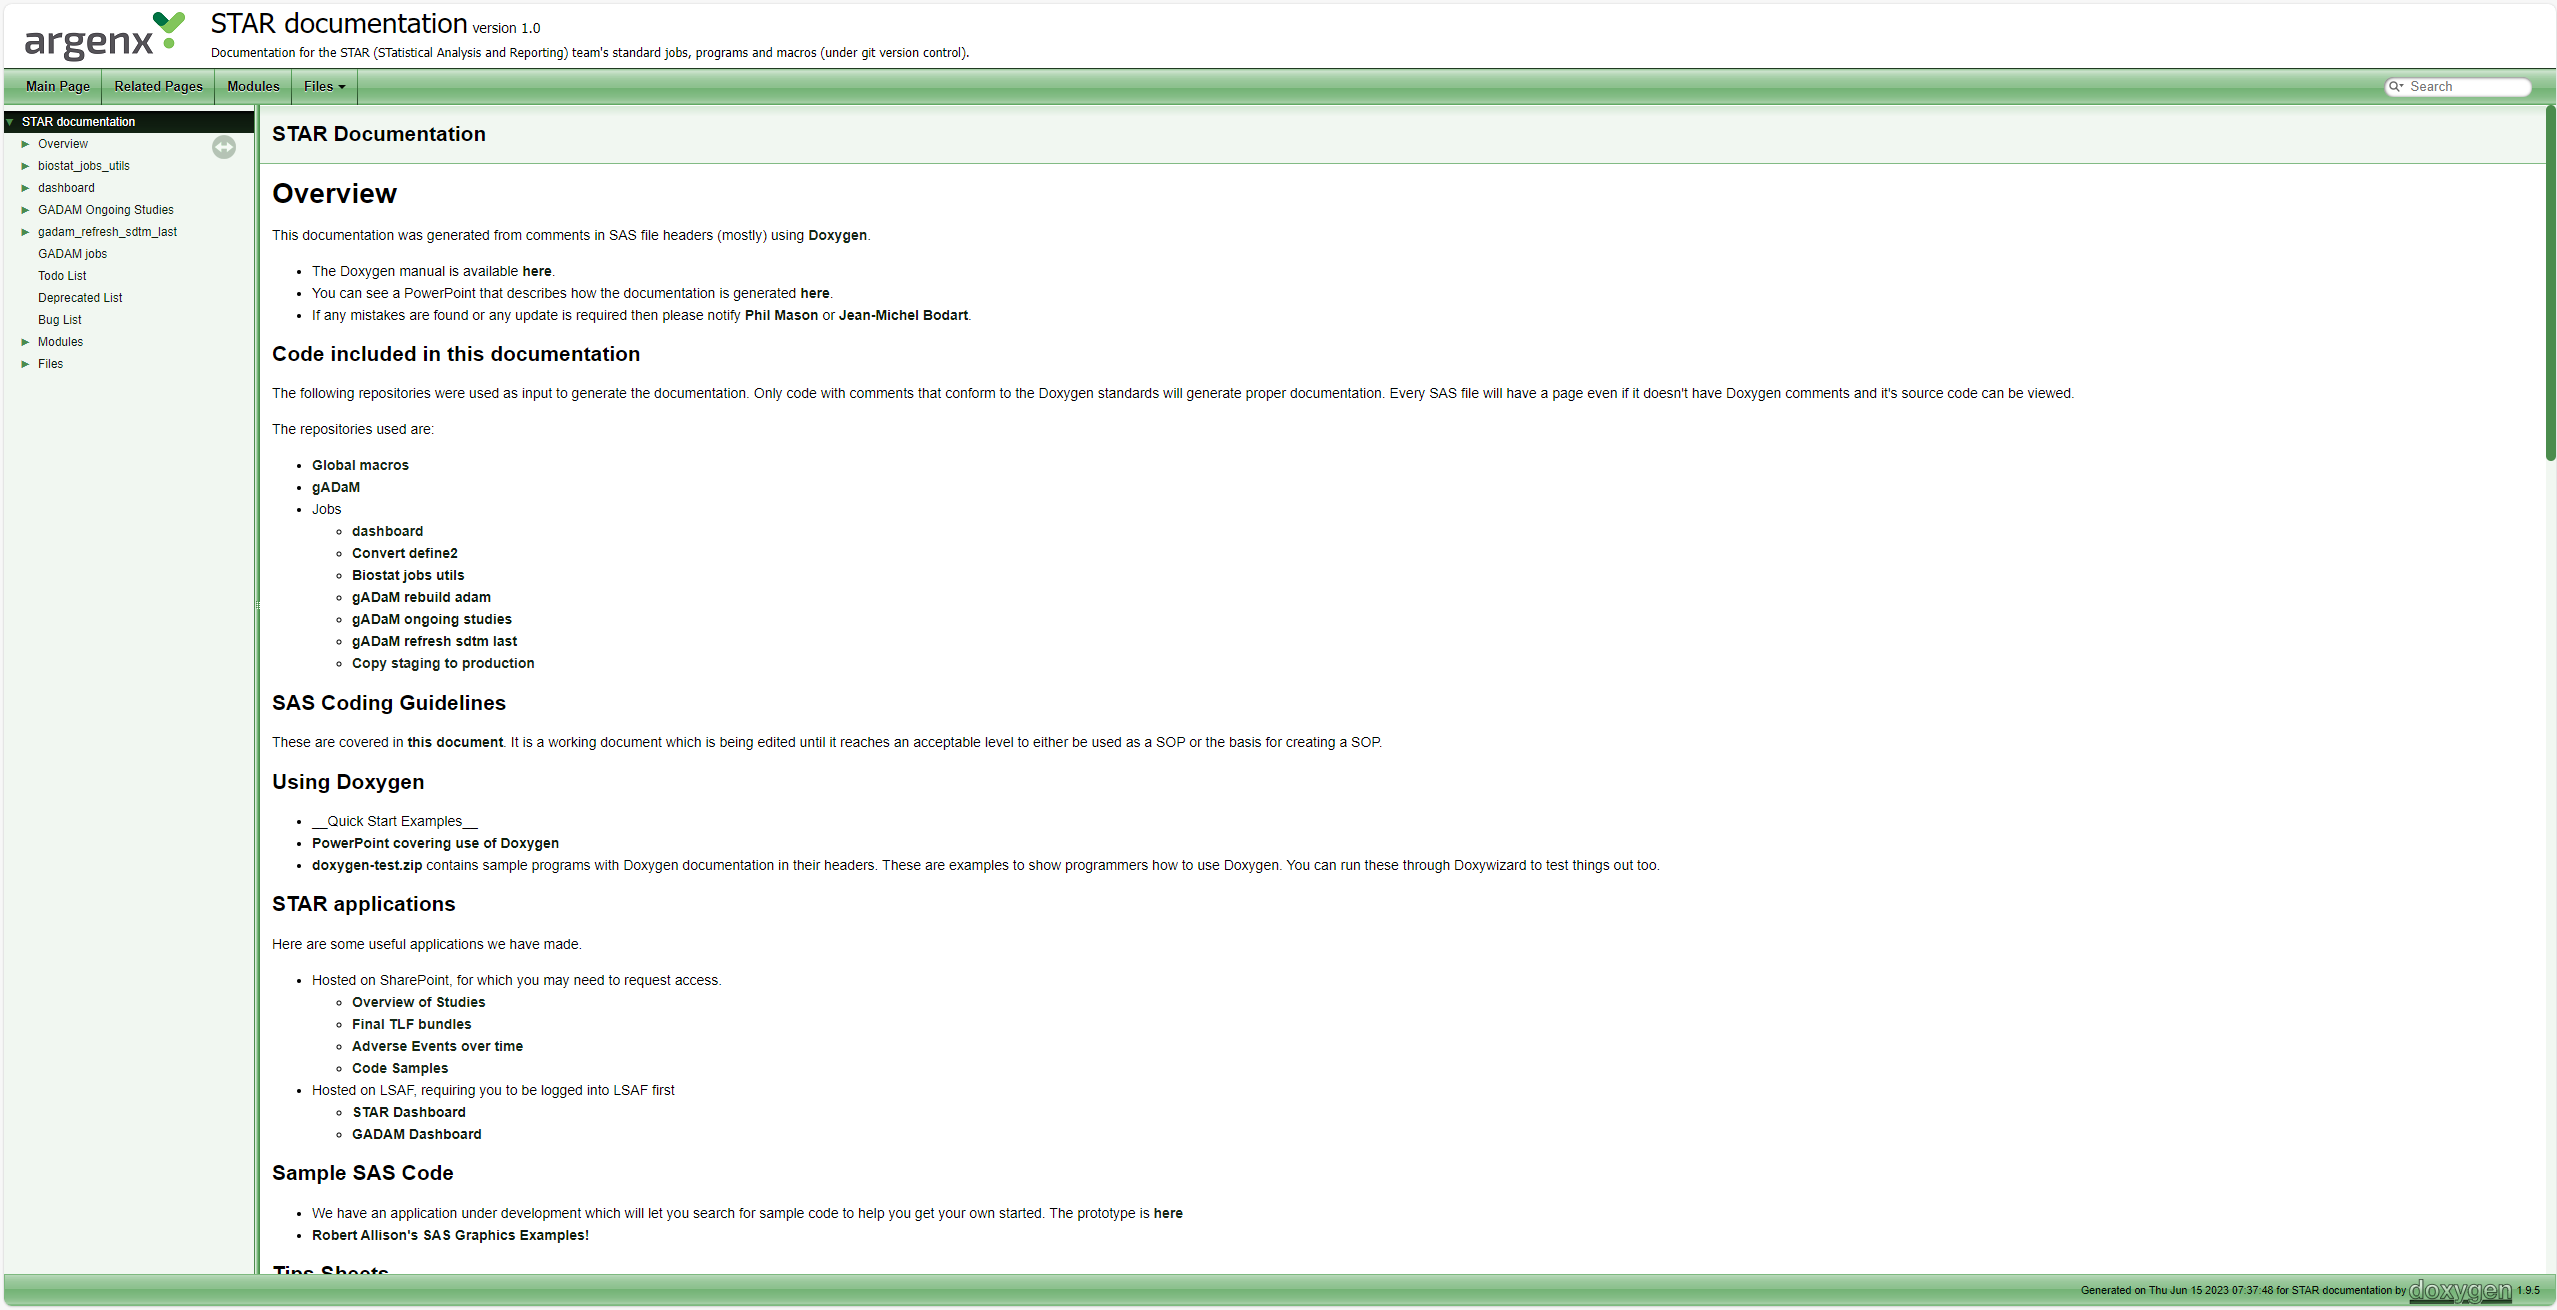 argenx
STAR documentation version 1.0
Documentation for the STAR (STatistical Analysis and Reporting) team's standard jobs, programs and macros (under git version control).
Main Page
Related Pages
Modules
Files
Search
STAR documentation
Overview
biostat_jobs_utils
dashboard
GADAM Ongoing Studies
gadam_refresh_sdtm_last
GADAM jobs
Todo List
Deprecated List
Bug List
Modules
Files
STAR Documentation
Overview
This documentation was generated from comments in SAS file headers (mostly) using Doxygen.
The Doxygen manual is available here.
You can see a PowerPoint that describes how the documentation is generated here.
If any mistakes are found or any update is required then please notify Phil Mason or Jean-Michel Bodart.
Code included in this documentation
The following repositories were used as input to generate the documentation. Only code with comments that conform to the Doxygen standards will generate proper documentation. Every SAS file will have a page even if it doesn't have Doxygen comments and it's source code can be viewed.
The repositories used are:
Global macros
gADaM
Jobs
dashboard
Convert define2
Biostat jobs utils
gADaM rebuild adam
gADaM ongoing studies
gADaM refresh sdtm last
Copy staging to production
SAS Coding Guidelines
These are covered in this document. It is a working document which is being edited until it reaches an acceptable level to either be used as a SOP or the basis for creating a SOP.
Using Doxygen
__Quick Start Examples__
PowerPoint covering use of Doxygen
doxygen-test.zip contains sample programs with Doxygen documentation in their headers. These are examples to show programmers how to use Doxygen. You can run these through Doxywizard to test things out too.
STAR applications
Here are some useful applications we have made.
Hosted on SharePoint, for which you may need to request access.
Overview of Studies
Final TLF bundles
Adverse Events over time
Code Samples
Hosted on LSAF, requiring you to be logged into LSAF first
STAR Dashboard
GADAM Dashboard
Sample SAS Code
We have an application under development which will let you search for sample code to help you get your own started. The prototype is here
Robert Allison's SAS Graphics Examples!
Tips Sheets
Generated on Thu Jun 15 2023 07:37:48 for STAR documentation by doxygen 1.9.5